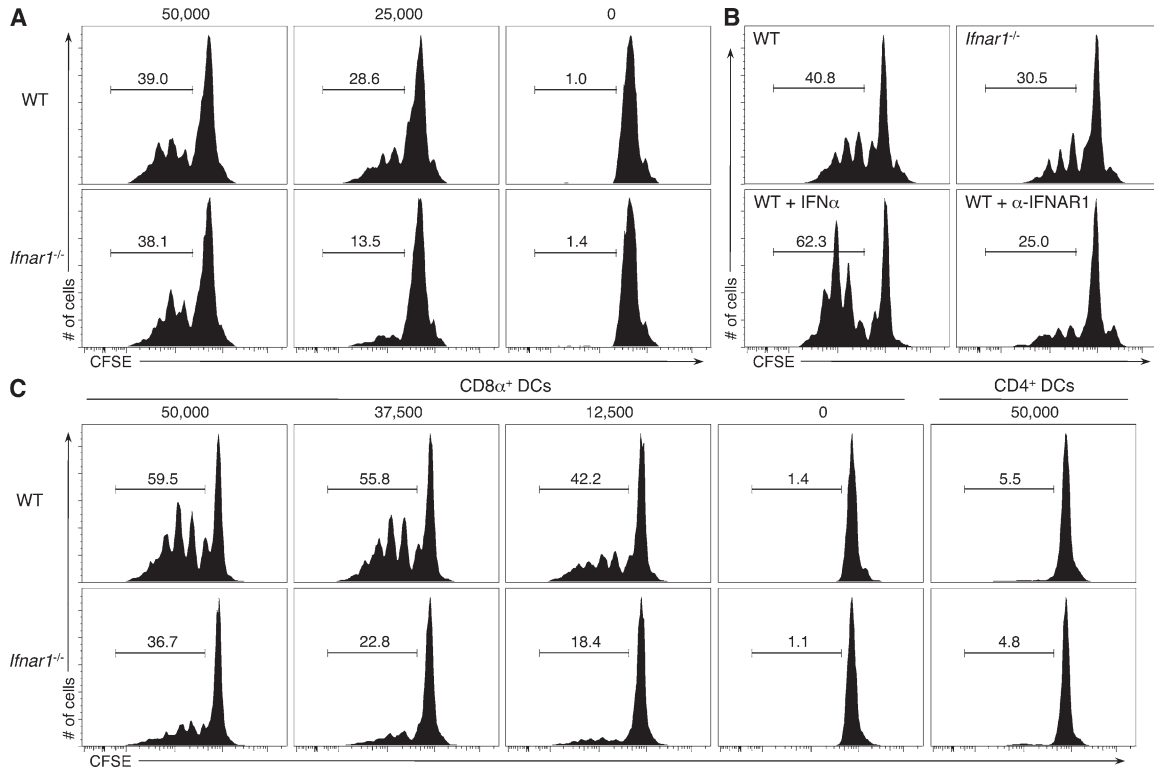 A
50,000 25,000 0
WT
39.0 28.6 1.0
Ifnar1-/-
38.1 13.5 1.4
# of cells
CFSE
B
WT Ifnar1-/-
40.8 30.5
WT + IFNα WT + α-IFNAR1
62.3 25.0
# of cells
CFSE
C
CD8α+ DCs CD4+ DCs
50,000 37,500 12,500 0 50,000
WT
59.5 55.8 42.2 1.4 5.5
Ifnar1-/-
36.7 22.8 18.4 1.1 4.8
# of cells
CFSE